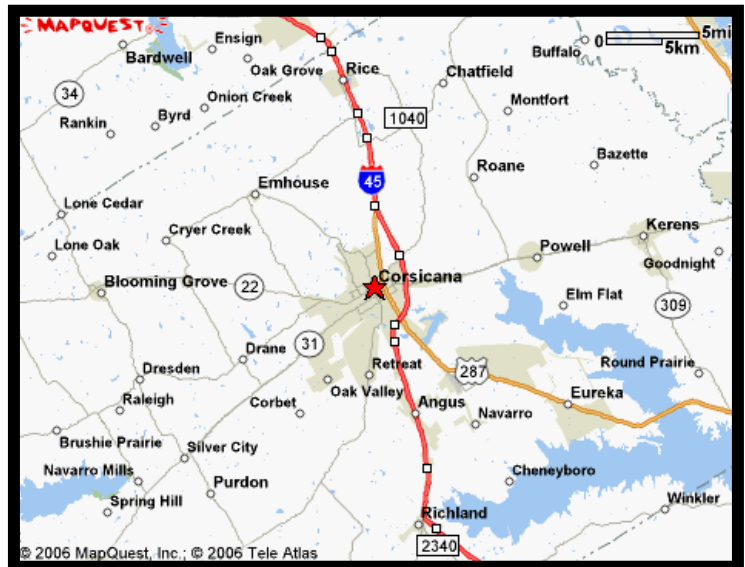 MAPQUEST
0 5mi
5km
Ensign
Buffalo
Bardwell
Oak Grove
Rice
Chatfield
34
Onion Creek
Byrd
Rankin
1040
Montfort
45
Roane
Bazette
Emhouse
Lone Cedar
Kerens
Cryer Creek
Lone Oak
Powell
Goodnight
Corsicana
Blooming Grove
22
Elm Flat
309
31
Drane
Retreat
Round Prairie
Dresden
287
Oak Valley
Eureka
Raleigh
Corbet
Angus
Navarro
Brushie Prairie
Silver City
Navarro Mills
Cheneyboro
Purdon
Spring Hill
Winkler
Richland
2340
© 2006 MapQuest, Inc.; © 2006 Tele Atlas